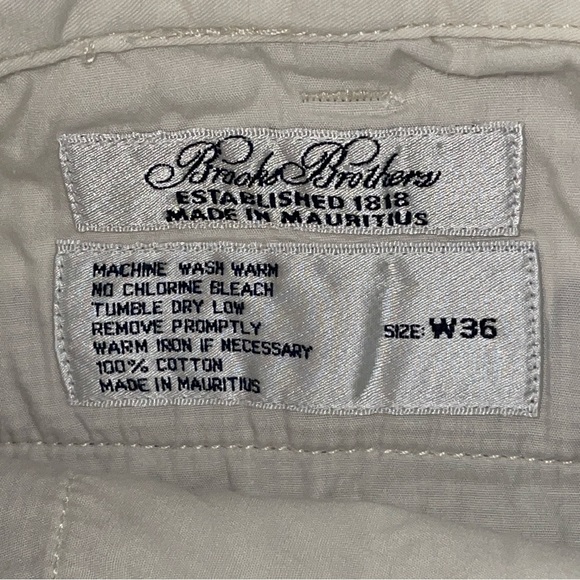 Brooks Brothers
ESTABLISHED 1818
MADE IN MAURITIUS
MACHINE WASH WARM
NO CHLORINE BLEACH
TUMBLE DRY LOW
REMOVE PROMPTLY
WARM IRON IF NECESSARY
100% COTTON
MADE IN MAURITIUS
SIZE: W36